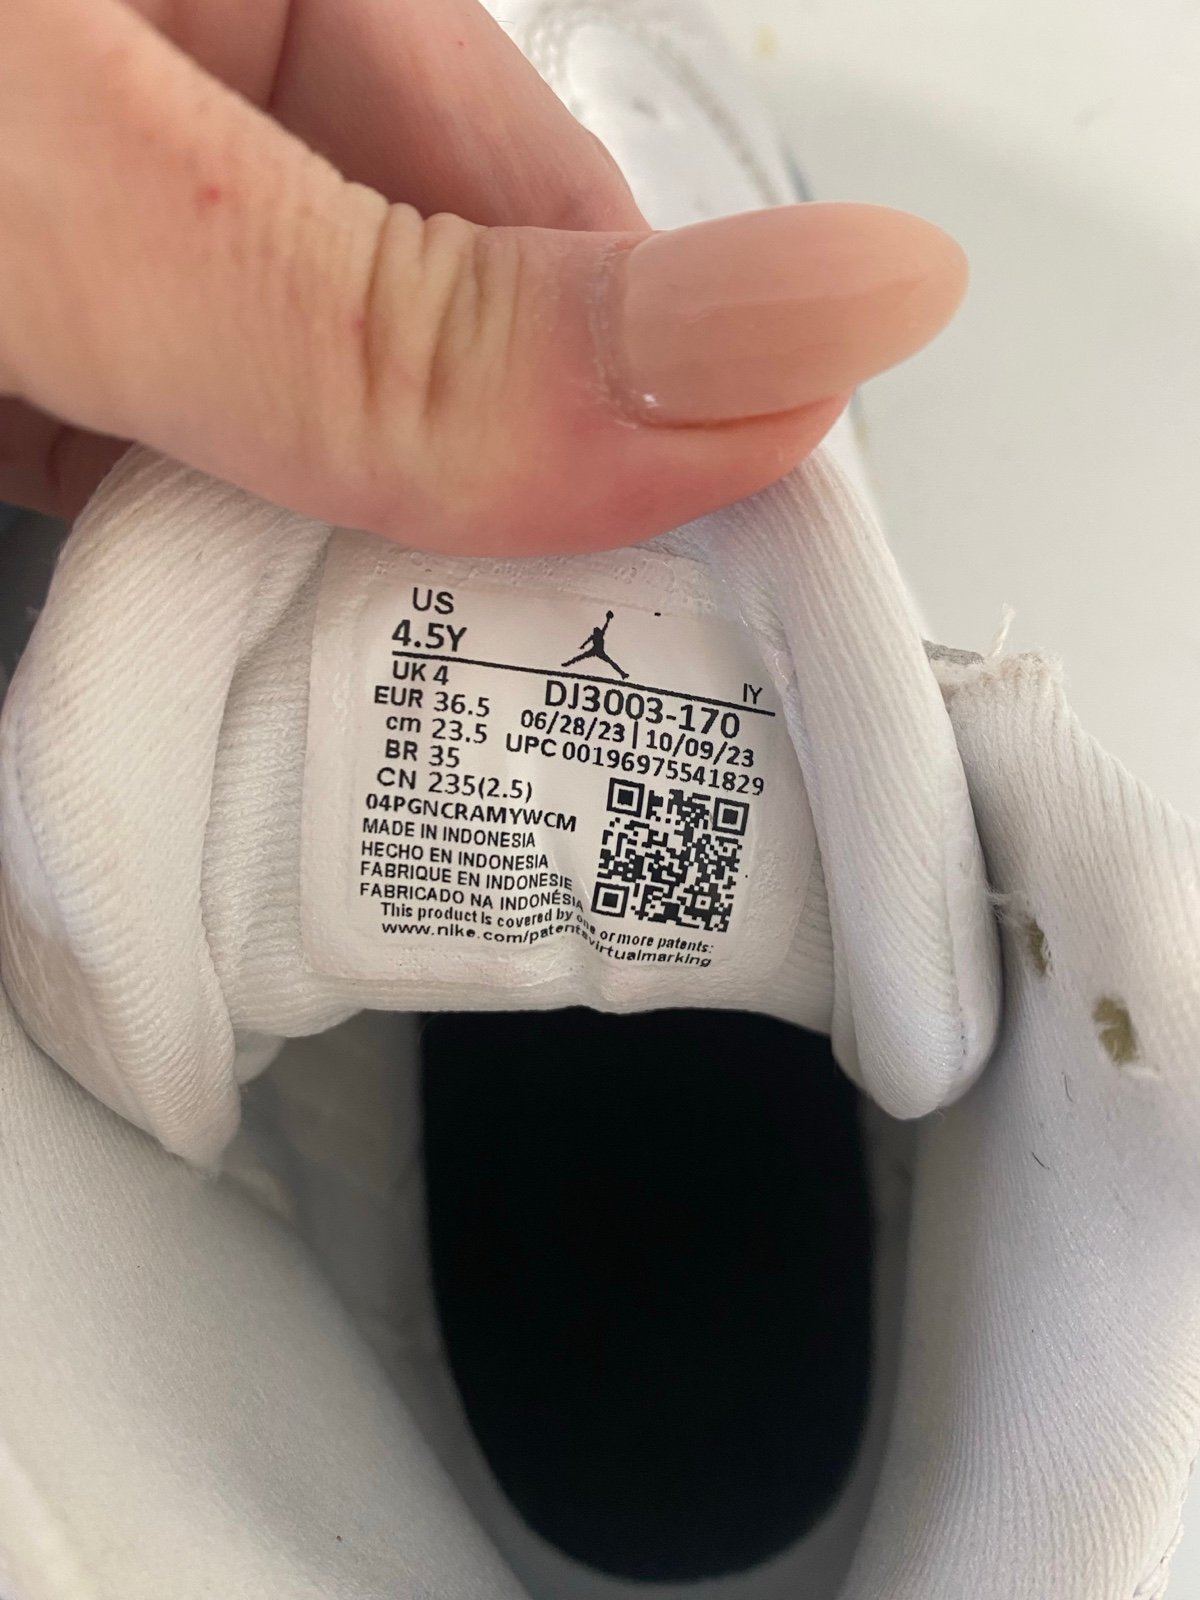 US
4.5Y
IY
UK 4
DJ3003-170
EUR 36.5
06/28/23 | 10/09/23
cm 23.5
UPC 00196975541829
BR 35
CN 235(2.5)
04PGNCRAMYWCM
MADE IN INDONESIA
HECHO EN INDONESIA
FABRIQUE EN INDONESIE
FABRICADO NA INDONÉSIA
This product is covered by one or more patents:
www.nike.com/patentsvirtualmarking